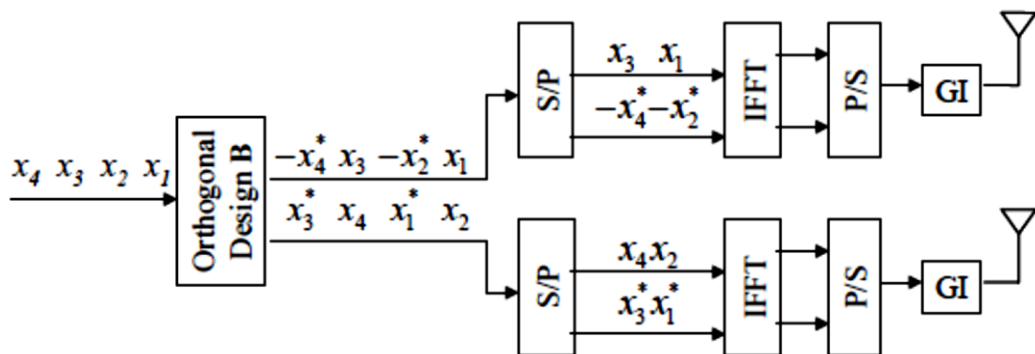 x₄ x₃ x₂ x₁
Orthogonal
Design B
−x₄* x₃ −x₂* x₁
x₃* x₄ x₁* x₂
S/P
x₃ x₁
−x₄* −x₂*
IFFT
P/S
GI
S/P
x₄ x₂
x₃* x₁*
IFFT
P/S
GI